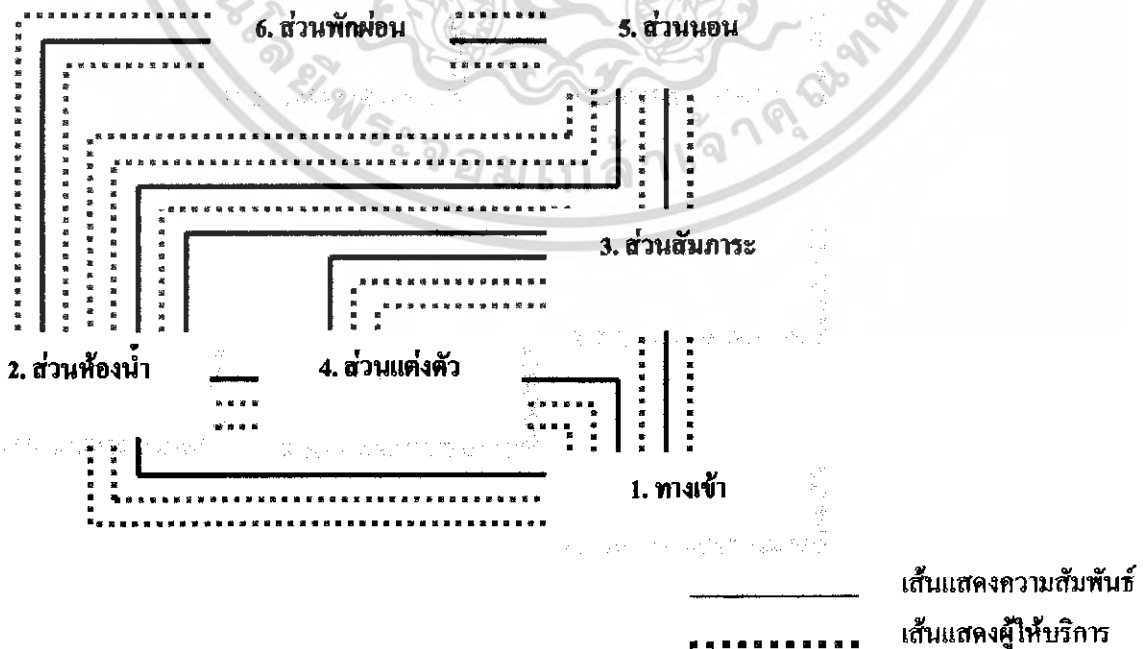 6. ส่วนพักผ่อน
5. ส่วนนอน
3. ส่วนสัมภาระ
2. ส่วนห้องน้ำ
4. ส่วนแต่งตัว
1. ทางเข้า
เส้นแสดงความสัมพันธ์
เส้นแสดงผู้ให้บริการ